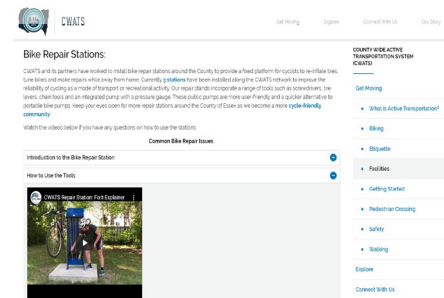 CWATS
Get Moving
Explore
Connect With Us
Our Story
Bike Repair Stations:
CWATS and its partners have worked to install bike repair stations around the County to provide a fixed platform for cyclists to re-inflate tires,
tune bikes and make repairs while away from home. Currently 3 stations have been installed along the CWATS network to improve the
reliability of cycling as a mode of transport or recreational activity. Our repair stands incorporate a range of tools such as screwdrivers, tire
levers, chain tools and an integrated pump with a pressure gauge. These public pumps are more user-friendly and a quicker alternative to
portable bike pumps. Keep your eyes open for more repair stations around the County of Essex as we become a more cycle-friendly
community.
Watch the videos below if you have any questions on how to use the stations:
Common Bike Repair Issues
Introduction to the Bike Repair Station
How to Use the Tools
CWATS Repair Station: Fixit Explainer
COUNTY WIDE ACTIVE
TRANSPORTATION SYSTEM
(CWATS)
Get Moving
What is Active Transportation?
Biking
Etiquette
Facilities
Getting Started
Pedestrian Crossing
Safety
Walking
Explore
Connect With Us